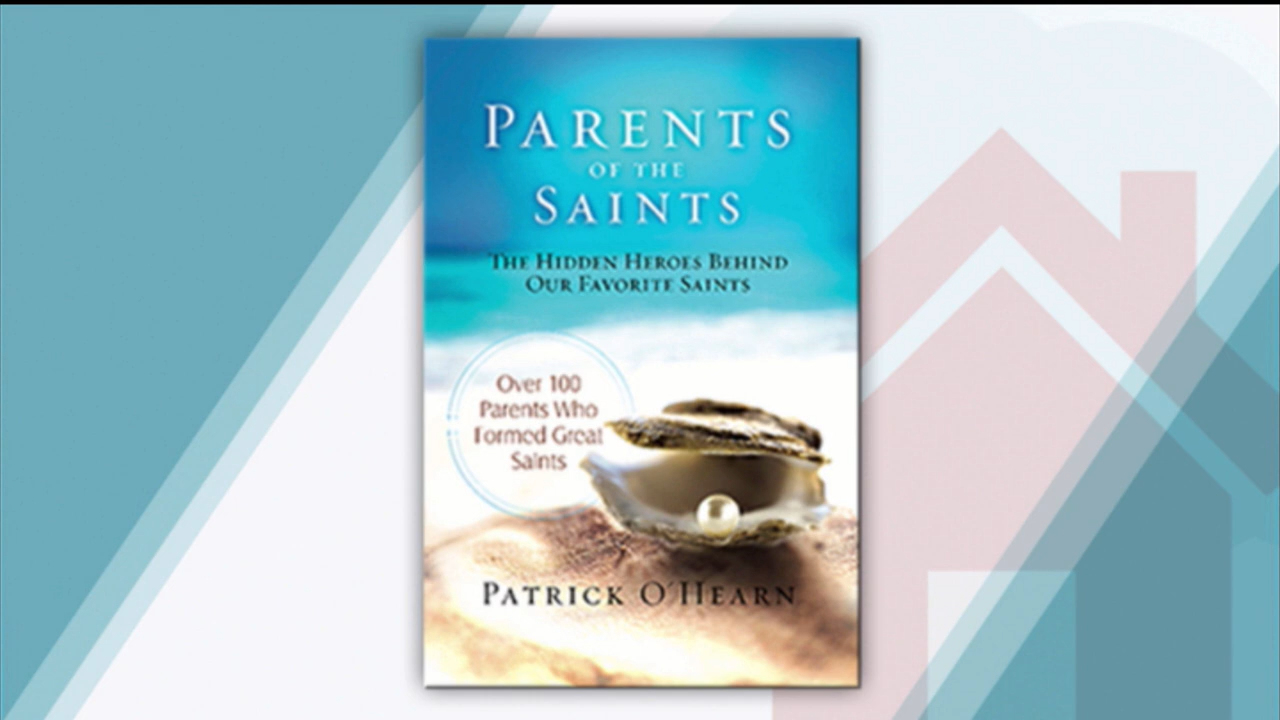 PARENTS
OF THE
SAINTS
THE HIDDEN HEROES BEHIND
OUR FAVORITE SAINTS
Over 100
Parents Who
Formed Great
Saints
PATRICK O'HEARN